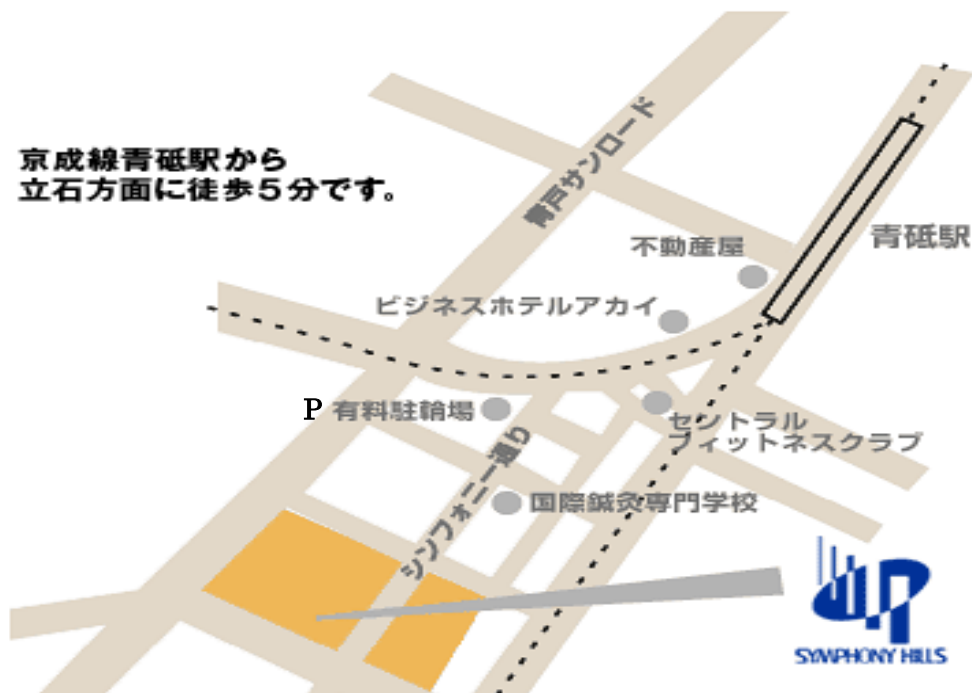 京成線青砥駅から
立石方面に徒歩５分です。
青戸サンロード
青砥駅
不動産屋
ビジネスホテルアカイ
P 有料駐輪場
セントラル
フィットネスクラブ
シンフォニー通り
国際鍼灸専門学校
SYMPHONY HILLS